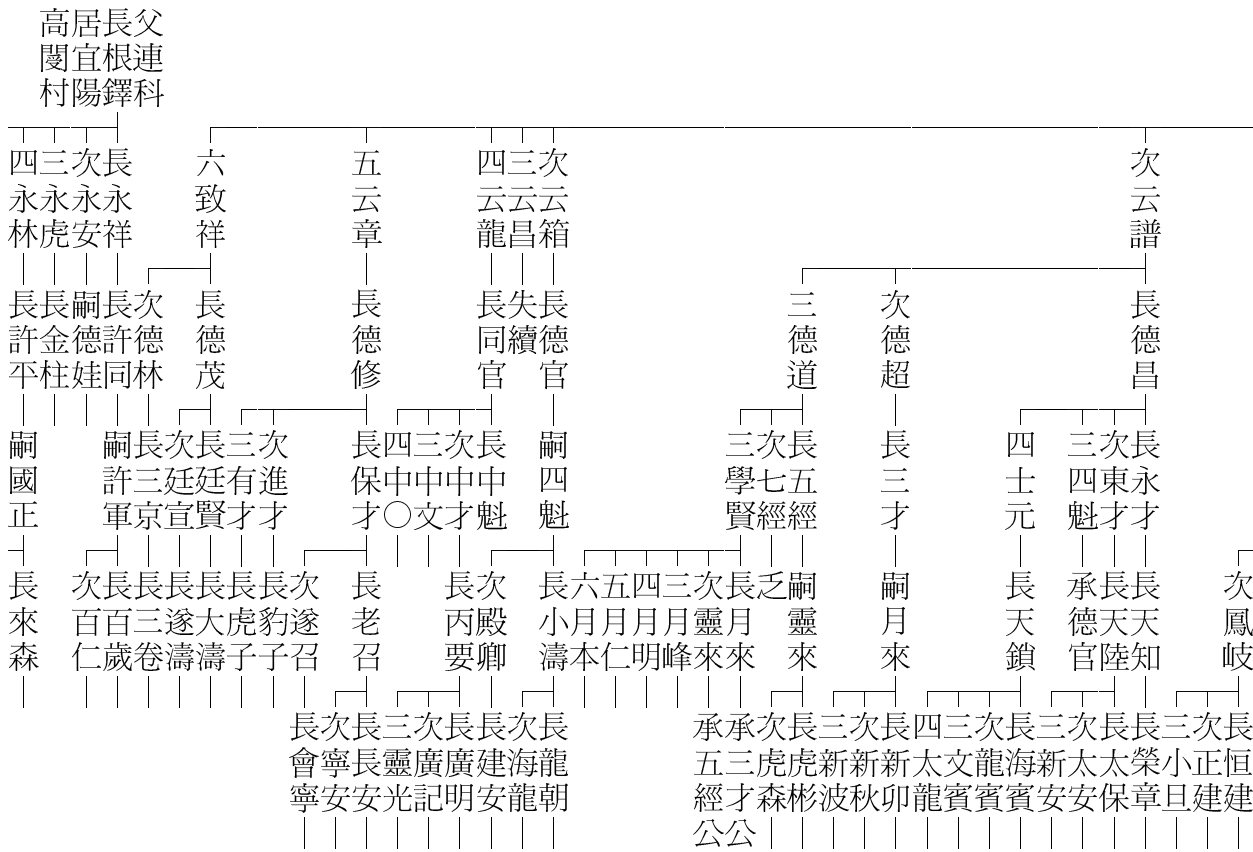 父連科
長根鐸
居宜陽
高閿村
次云譜
次云箱
三云昌
四云龍
五云章
六致祥
長永祥
次永安
三永虎
四永林
長德昌
次德超
三德道
長德官
失續
長同官
長德修
長德茂
次德林
長許同
嗣德娃
長金柱
長許平
長永才
次東才
三四魁
四士元
長三才
長五經
次七經
三學賢
嗣四魁
長中魁
次中才
三中文
四中〇
長保才
次進才
三有才
長廷賢
次廷宣
長三京
嗣許軍
嗣國正
次鳳岐
長天知
長天陸
承德官
長天鎖
嗣月來
嗣靈來
乏
長月來
次靈來
三月峰
四月明
五月仁
六月本
長小濤
次殿卿
長丙要
長老召
次遂召
長豹子
長虎子
長大濤
長遂濤
長三卷
長百歲
次百仁
長來森
長恒建
次正建
三小旦
長榮章
長太保
次太安
三新安
長海賓
次龍賓
三文賓
四太龍
長新卯
次新秋
三新波
長虎彬
次虎森
承三才公
承五經公
長龍朝
次海龍
長建安
長廣明
次廣記
三靈光
長長安
次寧安
長會寧